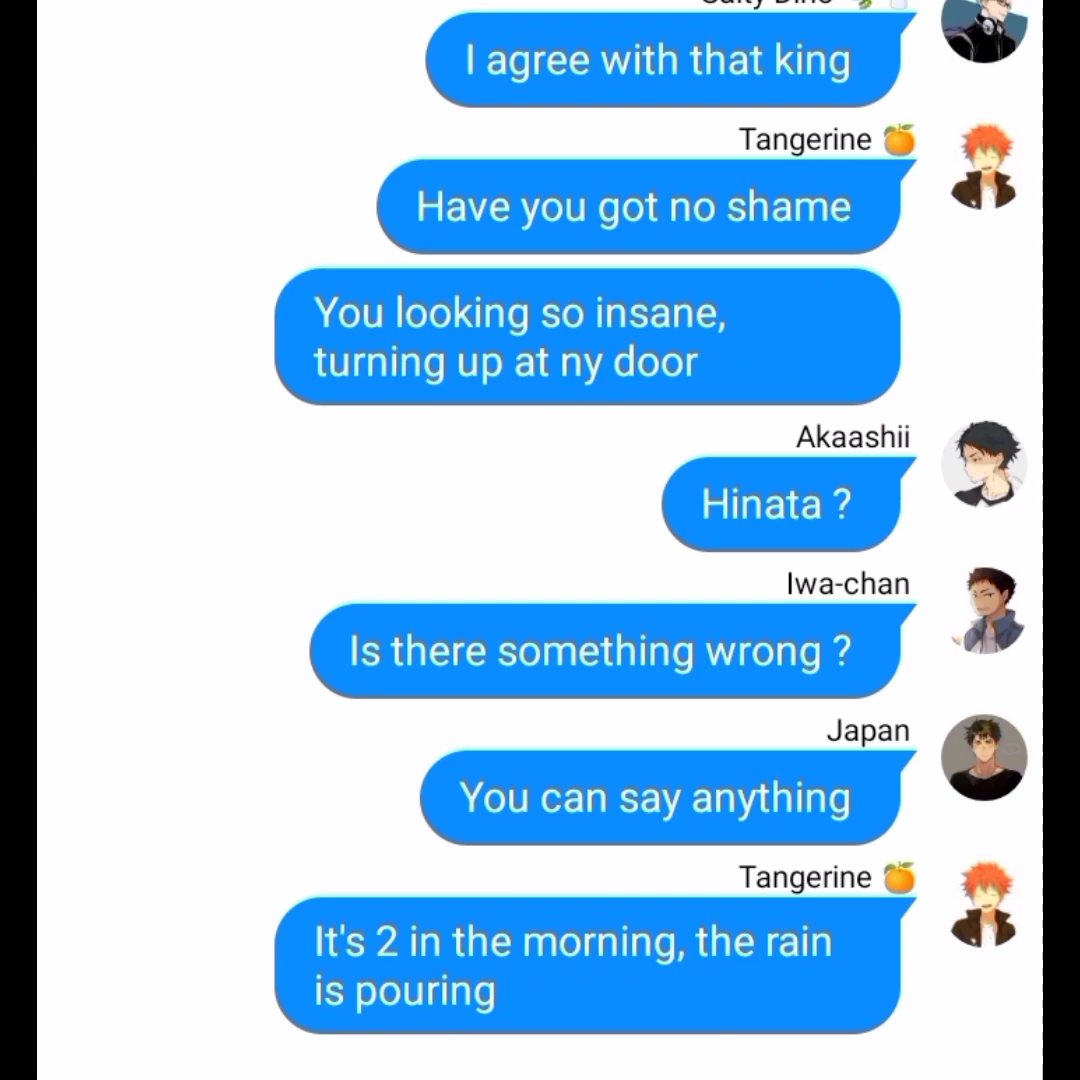 Salty Dino
I agree with that king
Tangerine 🍊
Have you got no shame
You looking so insane,
turning up at ny door
Akaashii
Hinata ?
Iwa-chan
Is there something wrong ?
Japan
You can say anything
Tangerine 🍊
It's 2 in the morning, the rain
is pouring